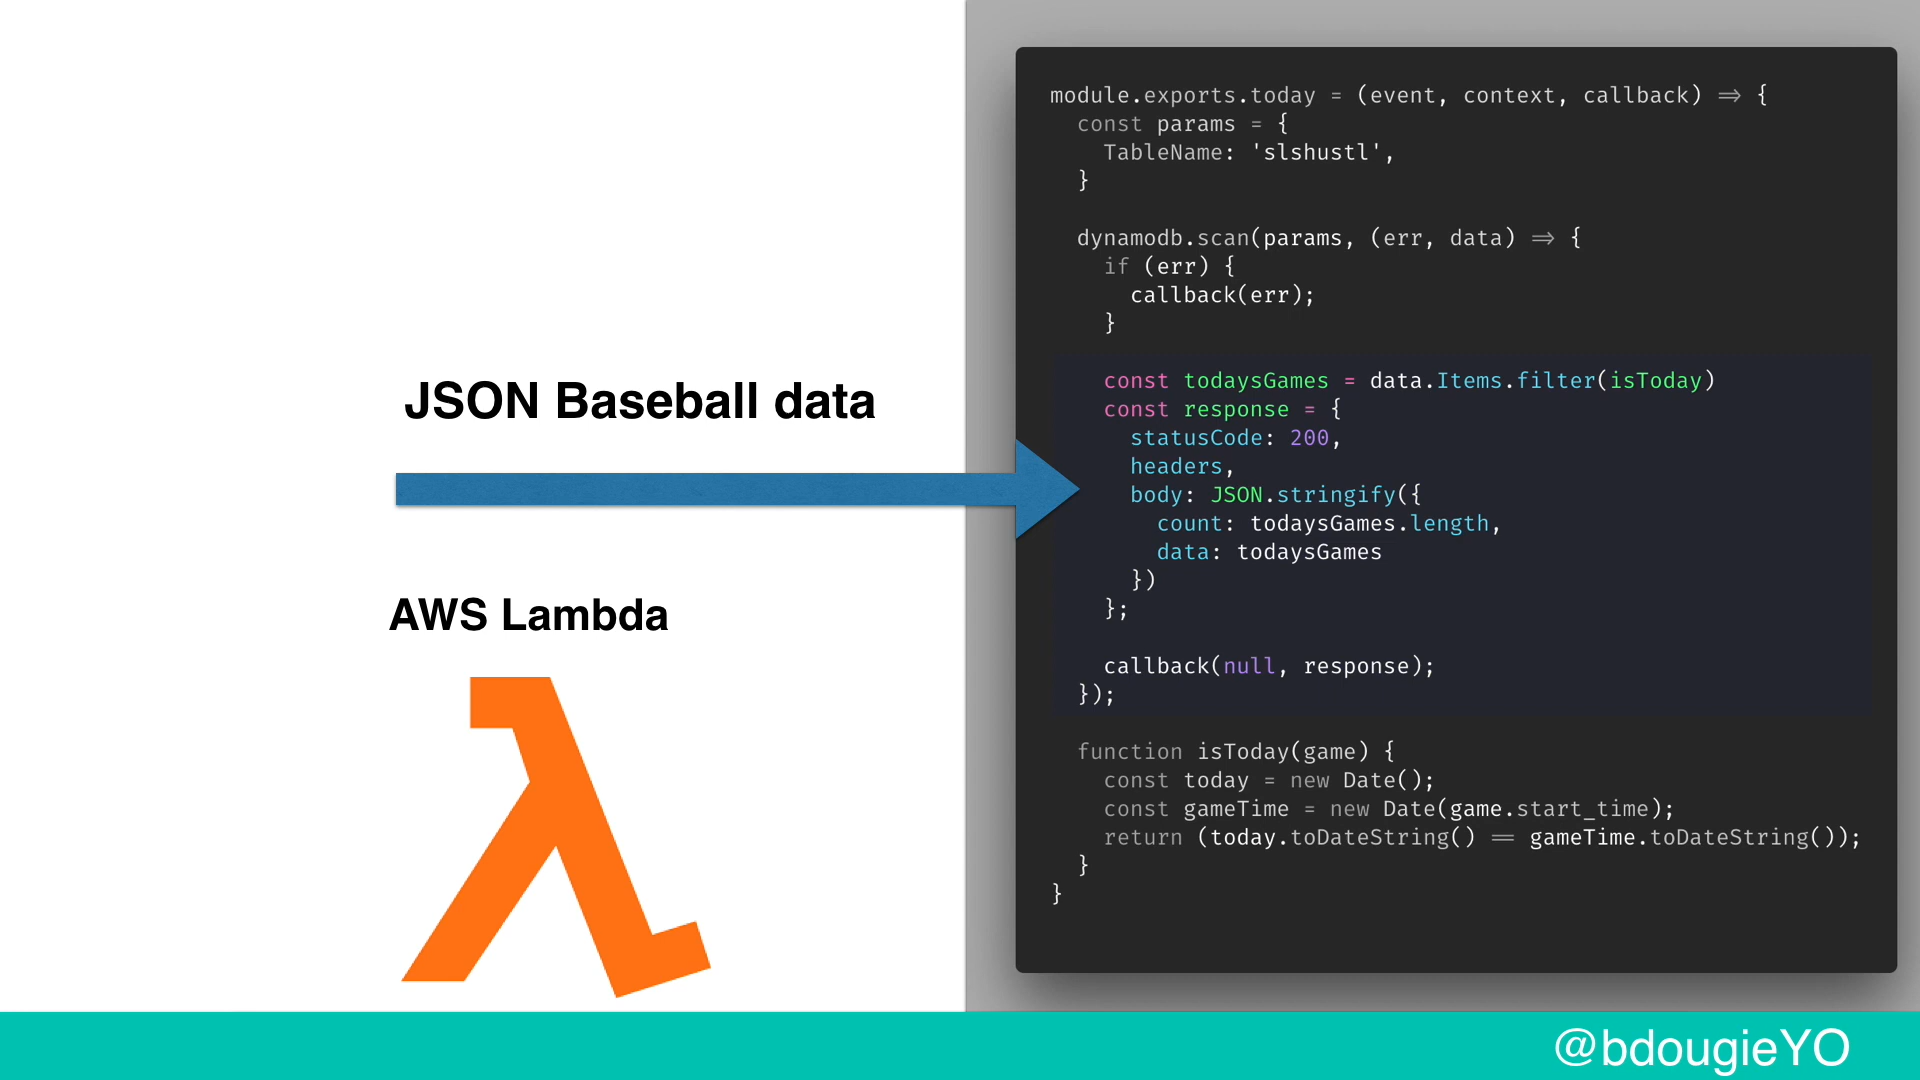 JSON Baseball data
AWS Lambda
module.exports.today = (event, context, callback) => {
  const params = {
    TableName: 'slshustl',
  }

  dynamodb.scan(params, (err, data) => {
    if (err) {
      callback(err);
    }

    const todaysGames = data.Items.filter(isToday)
    const response = {
      statusCode: 200,
      headers,
      body: JSON.stringify({
        count: todaysGames.length,
        data: todaysGames
      })
    };

    callback(null, response);
  });

  function isToday(game) {
    const today = new Date();
    const gameTime = new Date(game.start_time);
    return (today.toDateString() == gameTime.toDateString());
  }
}
@bdougieYO